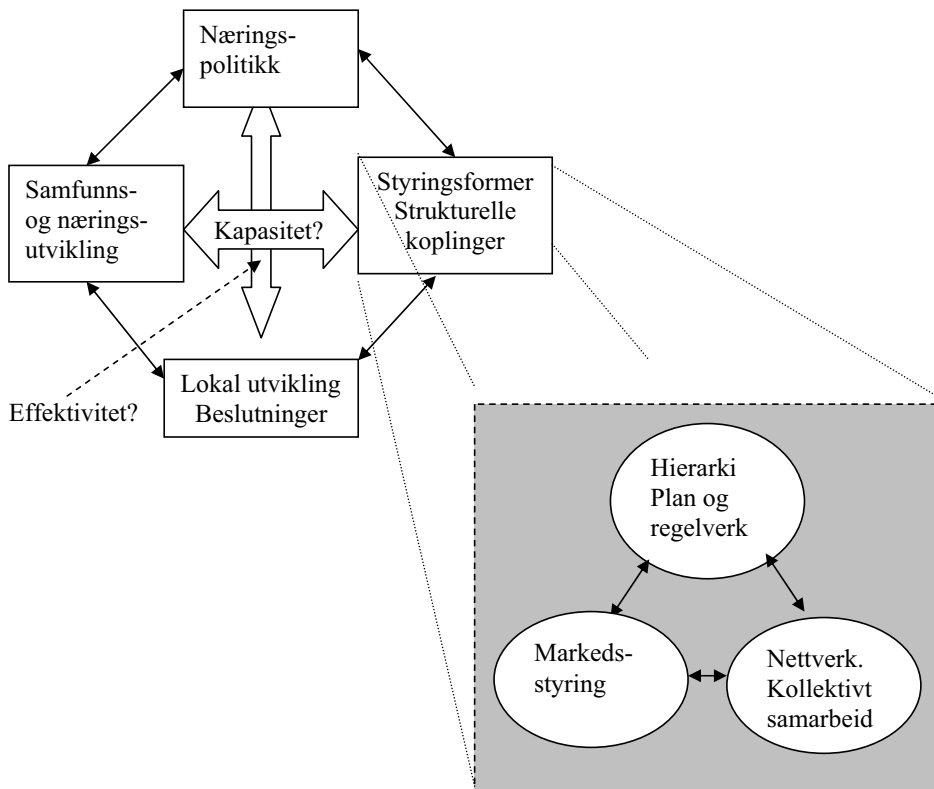 Nærings-
politikk
Samfunns-
og nærings-
utvikling
Kapasitet?
Styringsformer
Strukturelle
koplinger
Effektivitet?
Lokal utvikling
Beslutninger
Hierarki
Plan og
regelverk
Markeds-
styring
Nettverk.
Kollektivt
samarbeid